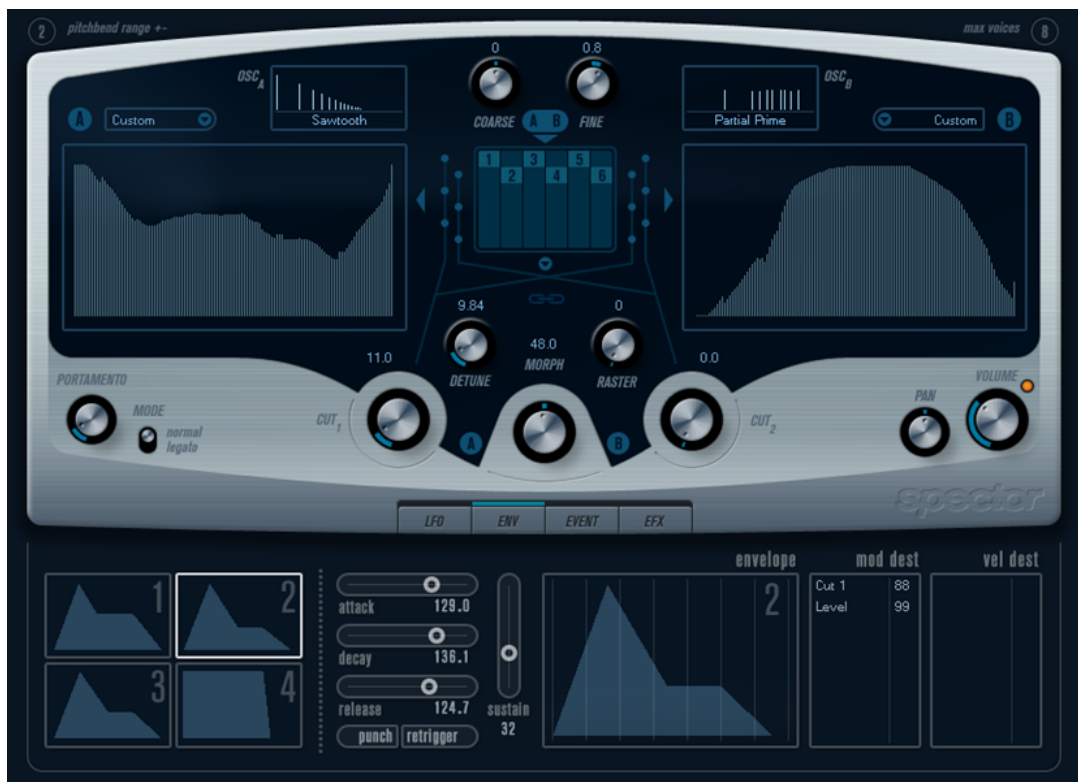 2 pitchbend range +-
max voices 8
OSC A
Sawtooth
0
COARSE
A B
0.8
FINE
Partial Prime
OSC B
A Custom
Custom B
1 2 3 4 5 6
9.84
DETUNE
48.0
MORPH
0
RASTER
11.0
CUT 1
0.0
CUT 2
A
B
PORTAMENTO
MODE
normal
legato
PAN
VOLUME
spector
LFO ENV EVENT EFX
envelope
mod dest
vel dest
1
2
3
4
attack 129.0
decay 136.1
release 124.7
punch retrigger
sustain
32
2
Cut 1 88
Level 99